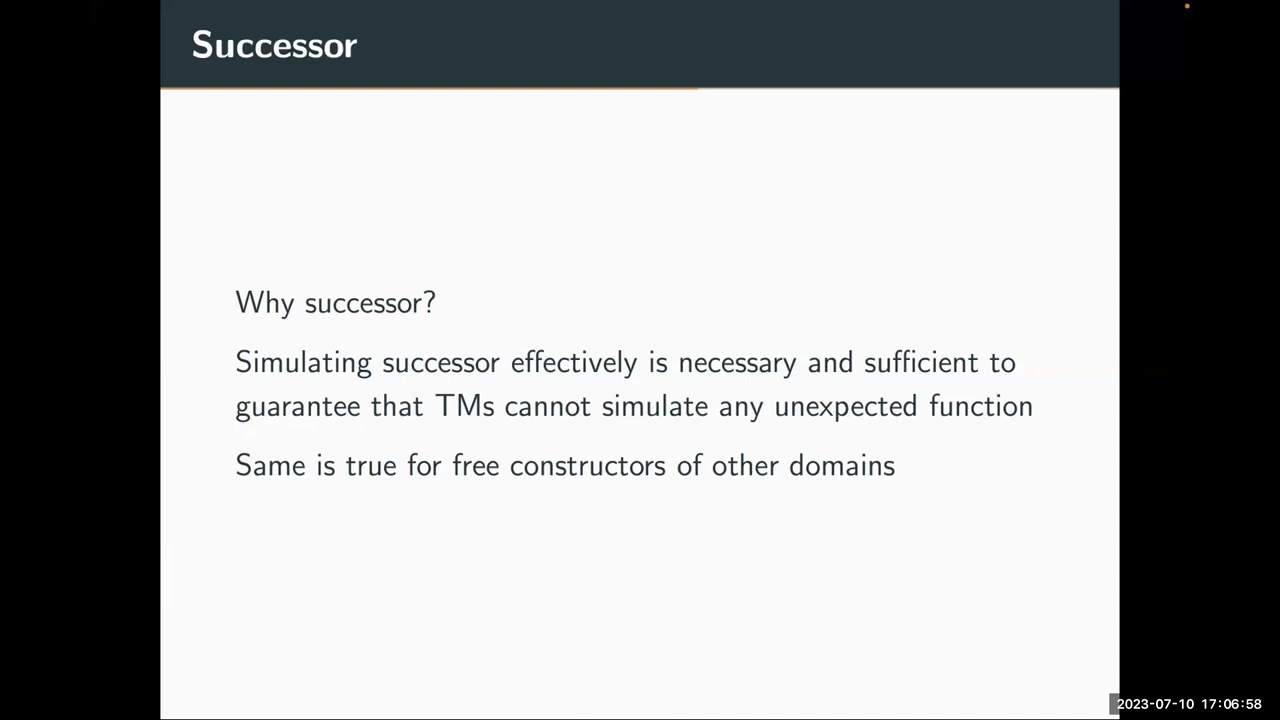 Successor
Why successor?
Simulating successor effectively is necessary and sufficient to
guarantee that TMs cannot simulate any unexpected function
Same is true for free constructors of other domains
2023-07-10 17:06:58